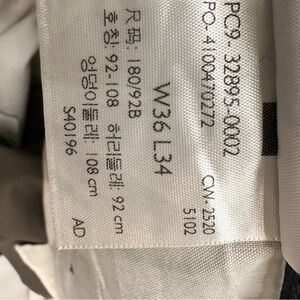 PC9- 32895-0002
PO- 4100470272
CW- 2520
5102
W36 L34
尺 码: 180/92B
호칭: 92-108 허리둘레: 92 cm
엉덩이둘레: 108 cm
S40196 AD